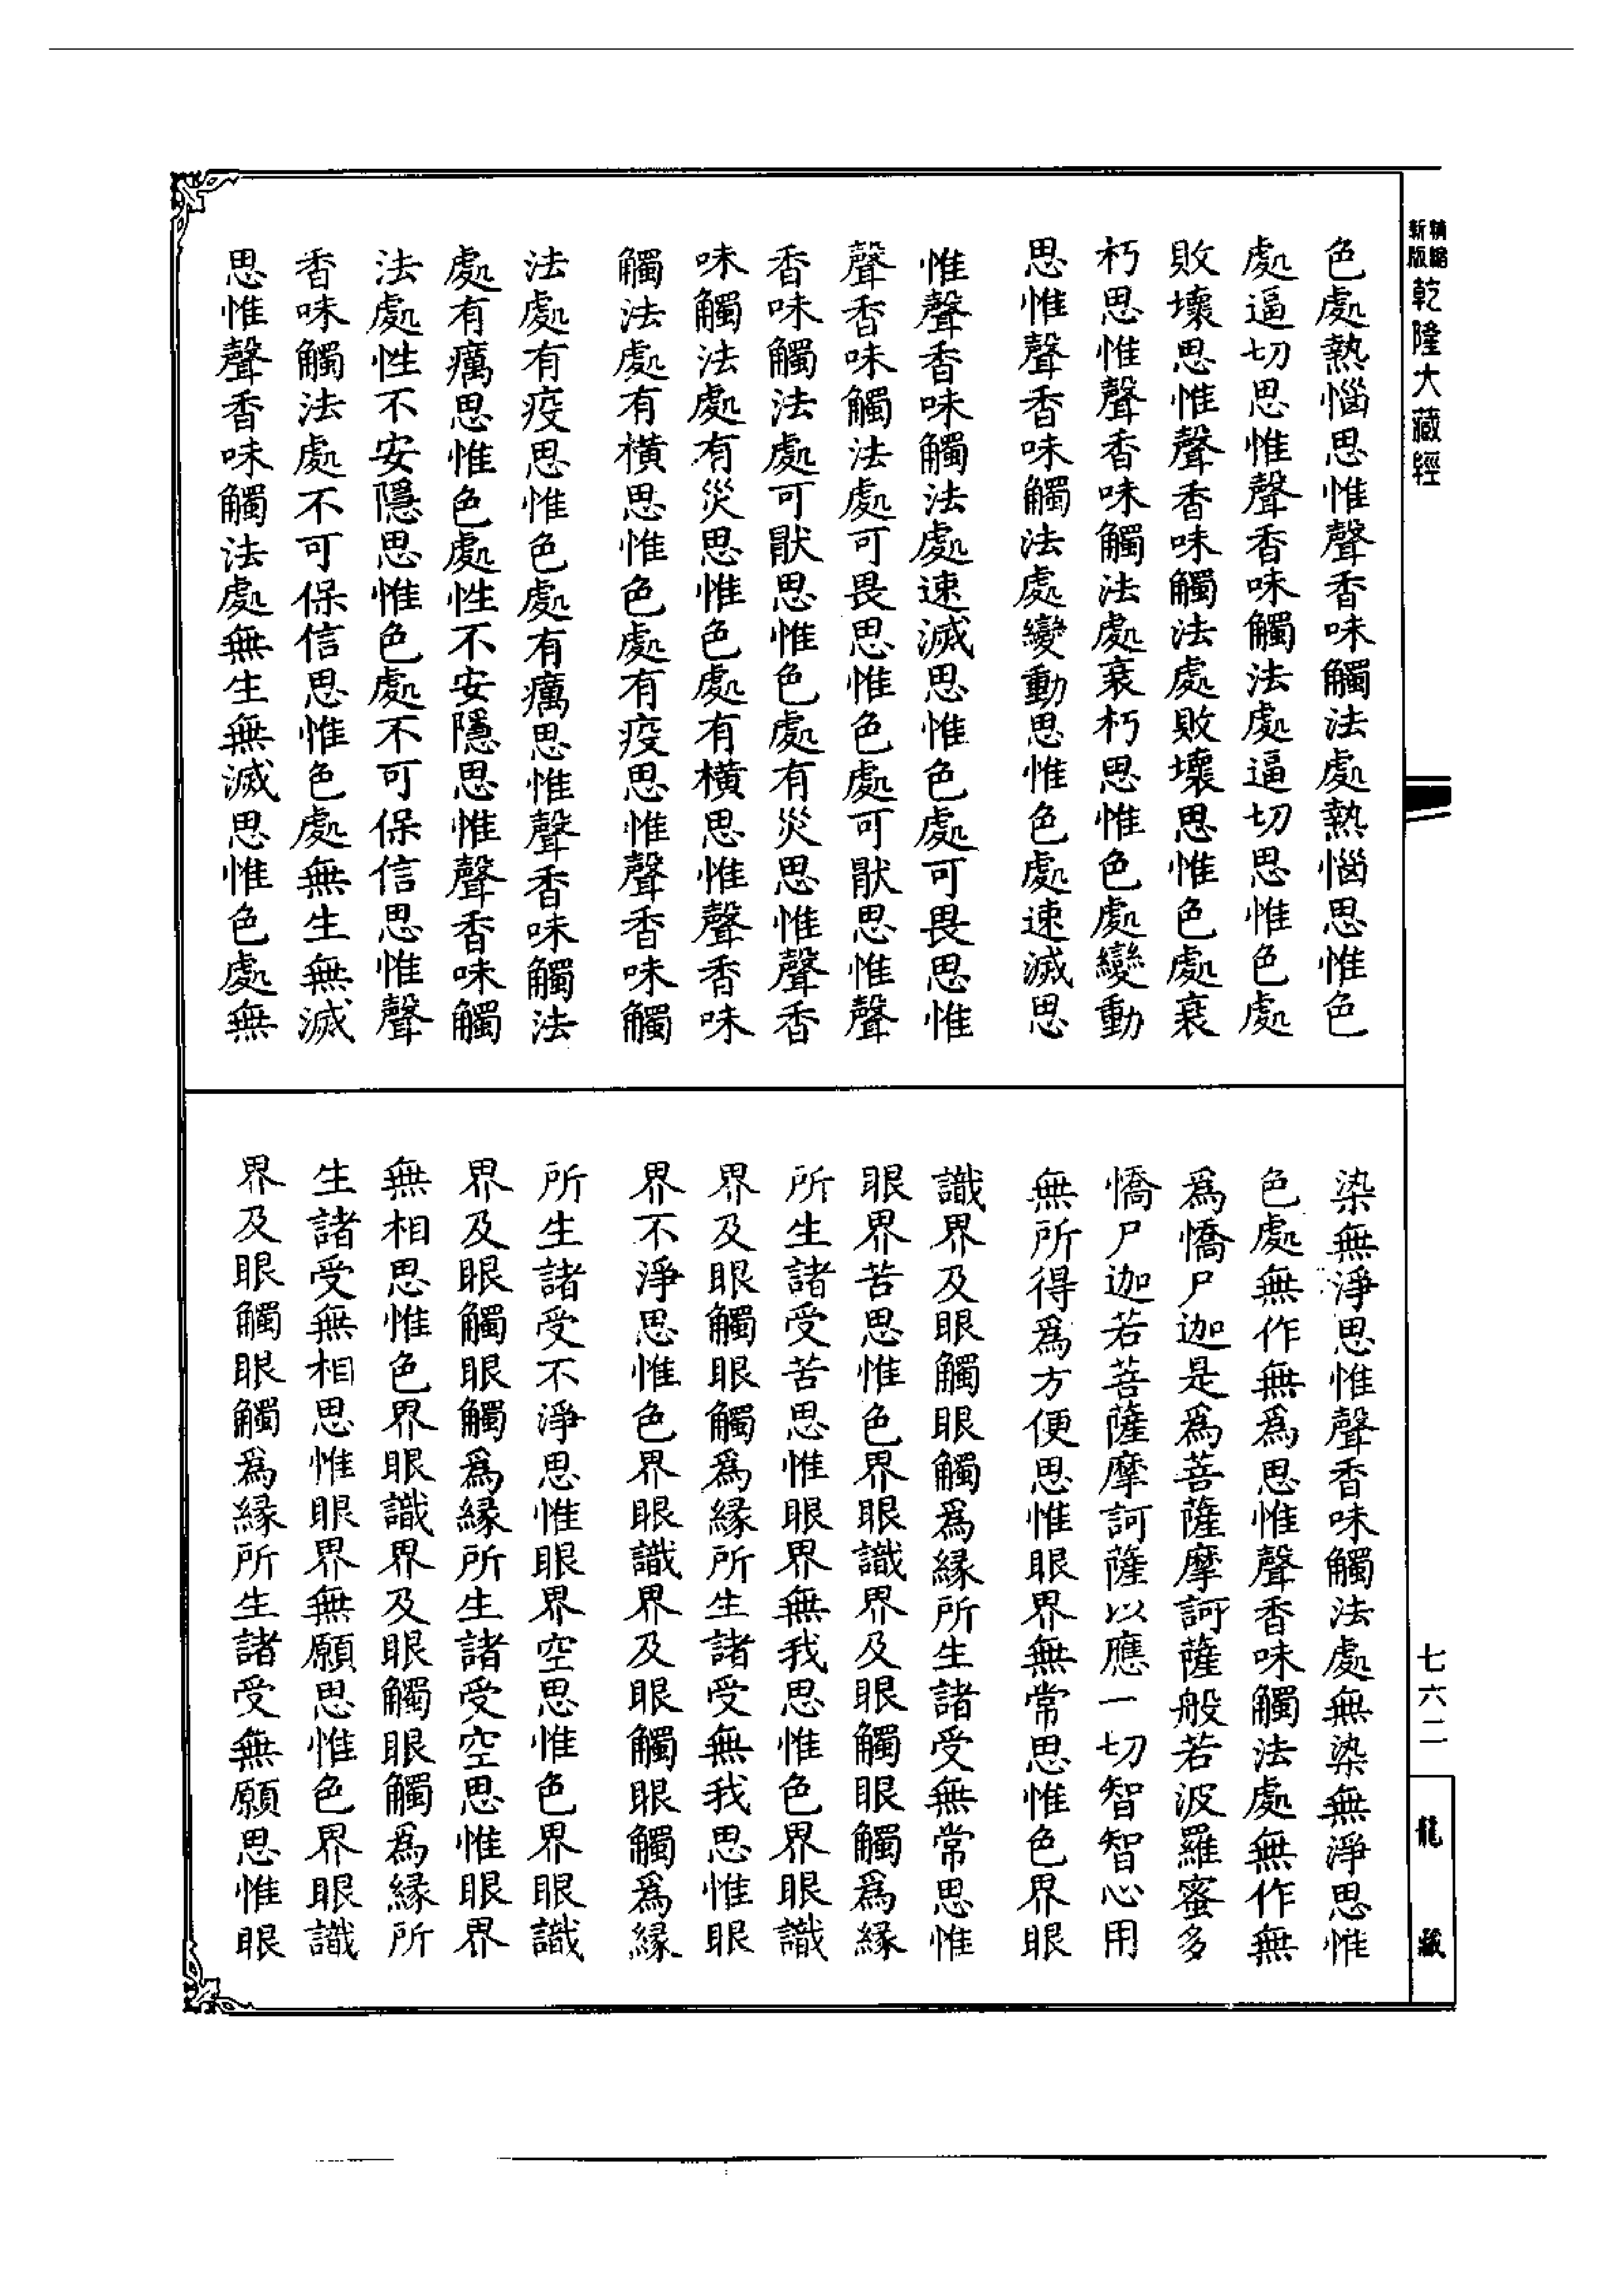 精縮
新版
乾隆大藏經
色處熱惱思惟聲香味觸法處熱惱思惟色
處逼切思惟聲香味觸法處逼切思惟色處
敗壞思惟聲香味觸法處敗壞思惟色處衰
朽思惟聲香味觸法處衰朽思惟色處變動
思惟聲香味觸法處變動思惟色處速滅思
惟聲香味觸法處速滅思惟色處可畏思惟
聲香味觸法處可畏思惟色處可猒思惟聲
香味觸法處可猒思惟色處有災思惟聲香
味觸法處有災思惟色處有橫思惟聲香味
觸法處有橫思惟色處有疫思惟聲香味觸
法處有疫思惟色處有癘思惟聲香味觸法
處有癘思惟色處性不安隱思惟聲香味觸
法處性不安隱思惟色處不可保信思惟聲
香味觸法處不可保信思惟色處無生無滅
思惟聲香味觸法處無生無滅思惟色處無
染無淨思惟聲香味觸法處無染無淨思惟
色處無作無爲思惟聲香味觸法處無作無
爲憍尸迦是爲菩薩摩訶薩般若波羅蜜多
憍尸迦若菩薩摩訶薩以應一切智智心用
無所得爲方便思惟眼界無常思惟色界眼
識界及眼觸眼觸爲緣所生諸受無常思惟
眼界苦思惟色界眼識界及眼觸眼觸爲緣
所生諸受苦思惟眼界無我思惟色界眼識
界及眼觸眼觸爲緣所生諸受無我思惟眼
界不淨思惟色界眼識界及眼觸眼觸爲緣
所生諸受不淨思惟眼界空思惟色界眼識
界及眼觸眼觸爲緣所生諸受空思惟眼界
無相思惟色界眼識界及眼觸眼觸爲緣所
生諸受無相思惟眼界無願思惟色界眼識
界及眼觸眼觸爲緣所生諸受無願思惟眼
七六二
龍藏